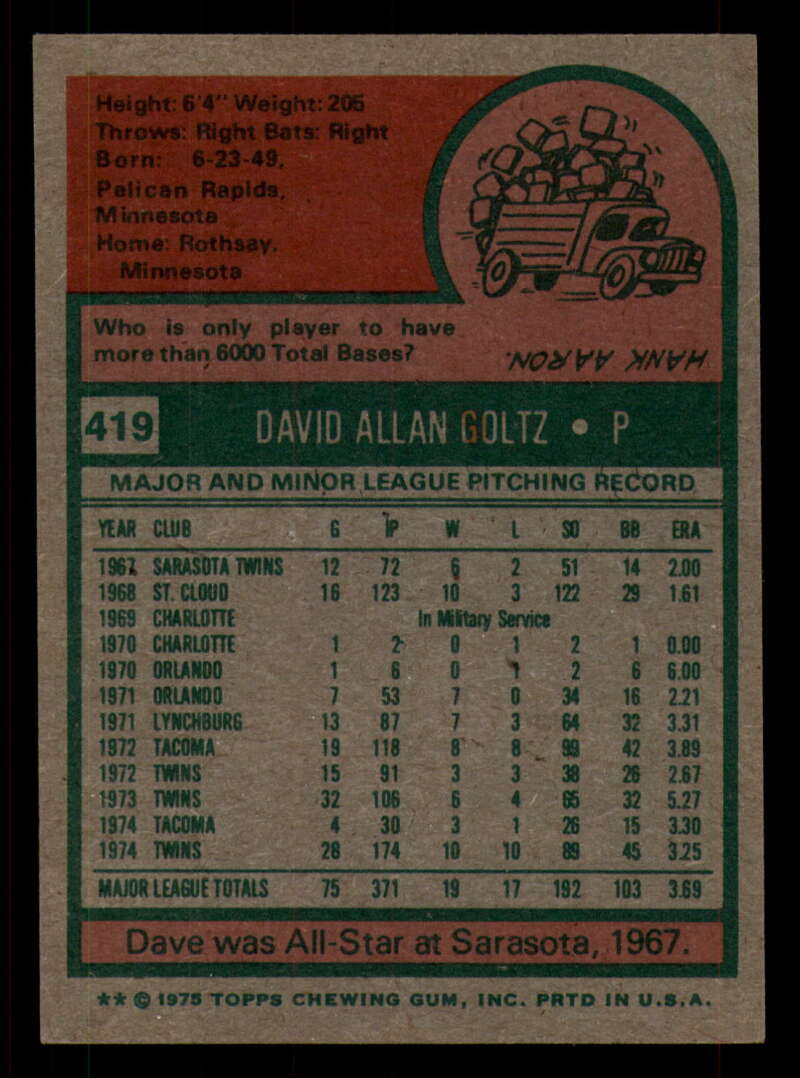 Height: 6'4" Weight: 205
Throws: Right Bats: Right
Born: 6-23-49,
Pelican Rapids,
Minnesota
Home: Rothsay,
Minnesota
Who is only player to have
more than 6000 Total Bases?
HANK AARON.
419 DAVID ALLAN GOLTZ • P
MAJOR AND MINOR LEAGUE PITCHING RECORD
YEAR CLUB G IP W L SO BB ERA
1967 SARASOTA TWINS 12 72 6 2 51 14 2.00
1968 ST. CLOUD 16 123 10 3 122 29 1.61
1969 CHARLOTTE In Military Service
1970 CHARLOTTE 1 2 0 1 2 1 0.00
1970 ORLANDO 1 6 0 1 2 6 6.00
1971 ORLANDO 7 53 7 0 34 16 2.21
1971 LYNCHBURG 13 87 7 3 64 32 3.31
1972 TACOMA 19 118 8 8 99 42 3.89
1972 TWINS 15 91 3 3 38 26 2.67
1973 TWINS 32 106 6 4 65 32 5.27
1974 TACOMA 4 30 3 1 26 15 3.30
1974 TWINS 28 174 10 10 89 45 3.25
MAJOR LEAGUE TOTALS 75 371 19 17 192 103 3.69
Dave was All-Star at Sarasota, 1967.
** © 1975 TOPPS CHEWING GUM, INC. PRTD IN U.S.A.